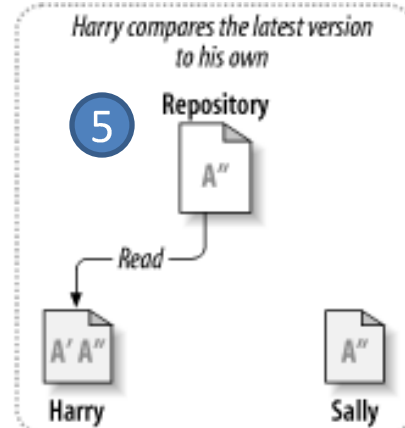 Harry compares the latest version
to his own
5
Repository
A"
Read
A' A"
A"
Harry
Sally